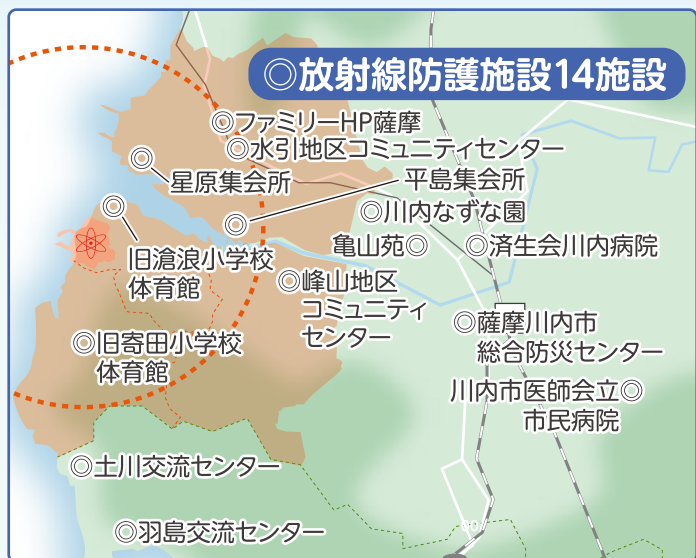 ◎放射線防護施設14施設
◎ファミリーHP薩摩
◎水引地区コミュニティセンター
星原集会所
平島集会所
◎川内なずな園
旧滄浪小学校
体育館
亀山苑◎
◎済生会川内病院
◎峰山地区
コミュニティ
センター
◎薩摩川内市
総合防災センター
◎旧寄田小学校
体育館
川内市医師会立◎
市民病院
◎土川交流センター
◎羽島交流センター